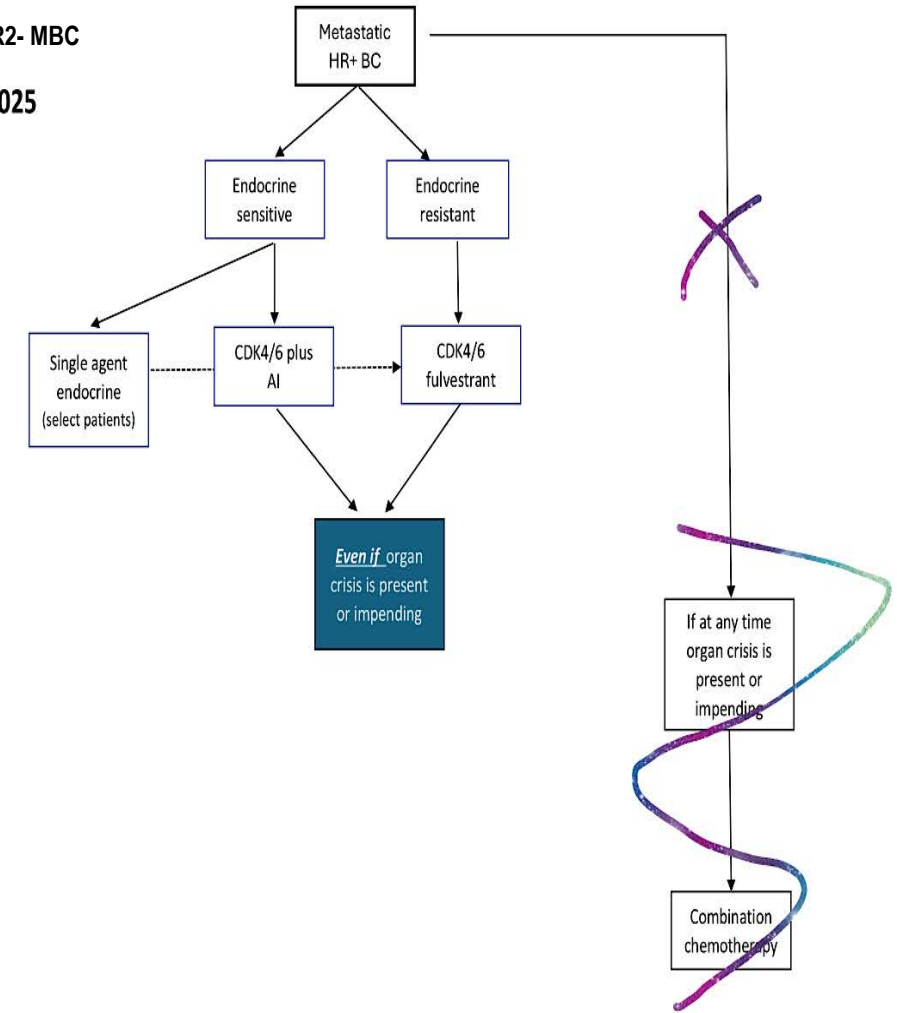 R2- MBC
025
Metastatic
HR+ BC
Endocrine
sensitive
Endocrine
resistant
Single agent
endocrine
(select patients)
CDK4/6 plus
AI
CDK4/6
fulvestrant
Even if organ
crisis is present
or impending
If at any time
organ crisis is
present or
impending
Combination
chemotherapy